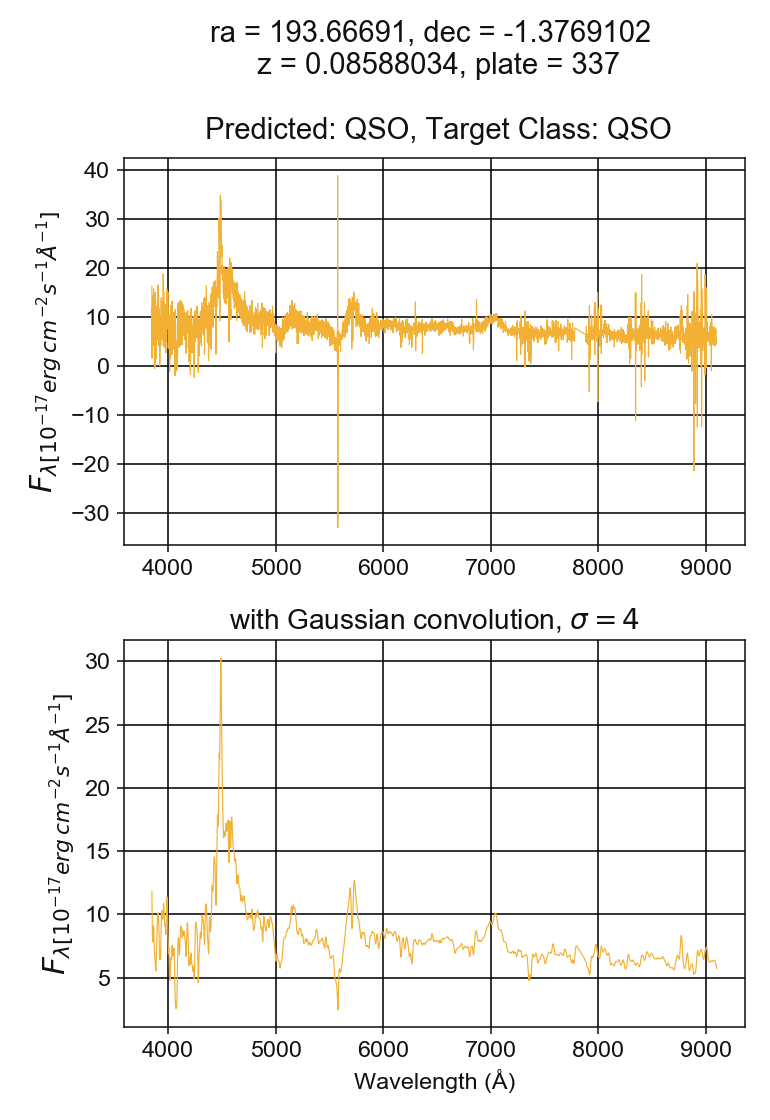 ra = 193.66691, dec = -1.3769102
z = 0.08588034, plate = 337
Predicted: QSO, Target Class: QSO
40
30
20
10
0
−10
−20
−30
F_λ[10^{−17} erg cm^{−2} s^{−1} Å^{−1}]
4000 5000 6000 7000 8000 9000
with Gaussian convolution, σ = 4
30
25
20
15
10
5
F_λ[10^{−17} erg cm^{−2} s^{−1} Å^{−1}]
4000 5000 6000 7000 8000 9000
Wavelength (Å)